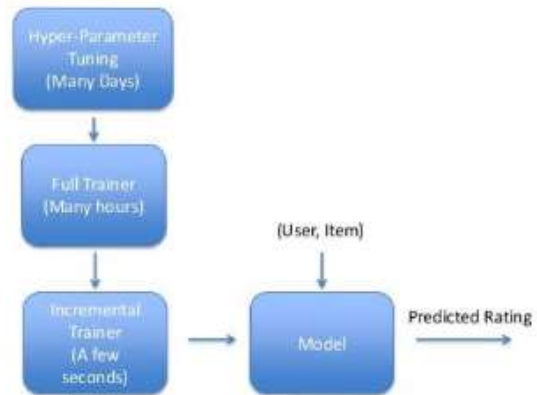 Hyper-Parameter
Tuning
(Many Days)
Full Trainer
(Many hours)
(User, Item)
Incremental
Trainer
(A few
seconds)
Model
Predicted Rating